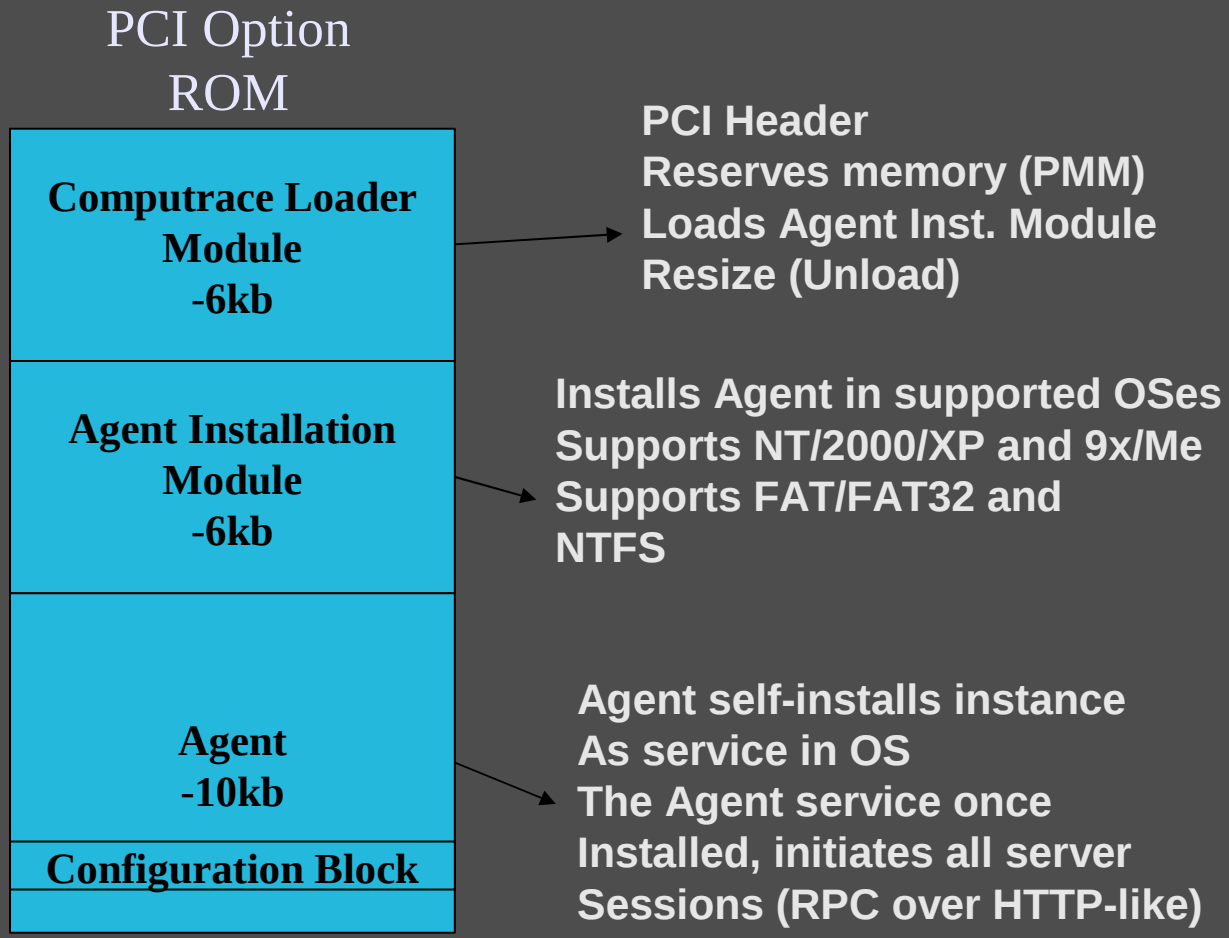 PCI Option
ROM
Computrace Loader
Module
-6kb
PCI Header
Reserves memory (PMM)
Loads Agent Inst. Module
Resize (Unload)
Agent Installation
Module
-6kb
Installs Agent in supported OSes
Supports NT/2000/XP and 9x/Me
Supports FAT/FAT32 and
NTFS
Agent
-10kb
Configuration Block
Agent self-installs instance
As service in OS
The Agent service once
Installed, initiates all server
Sessions (RPC over HTTP-like)